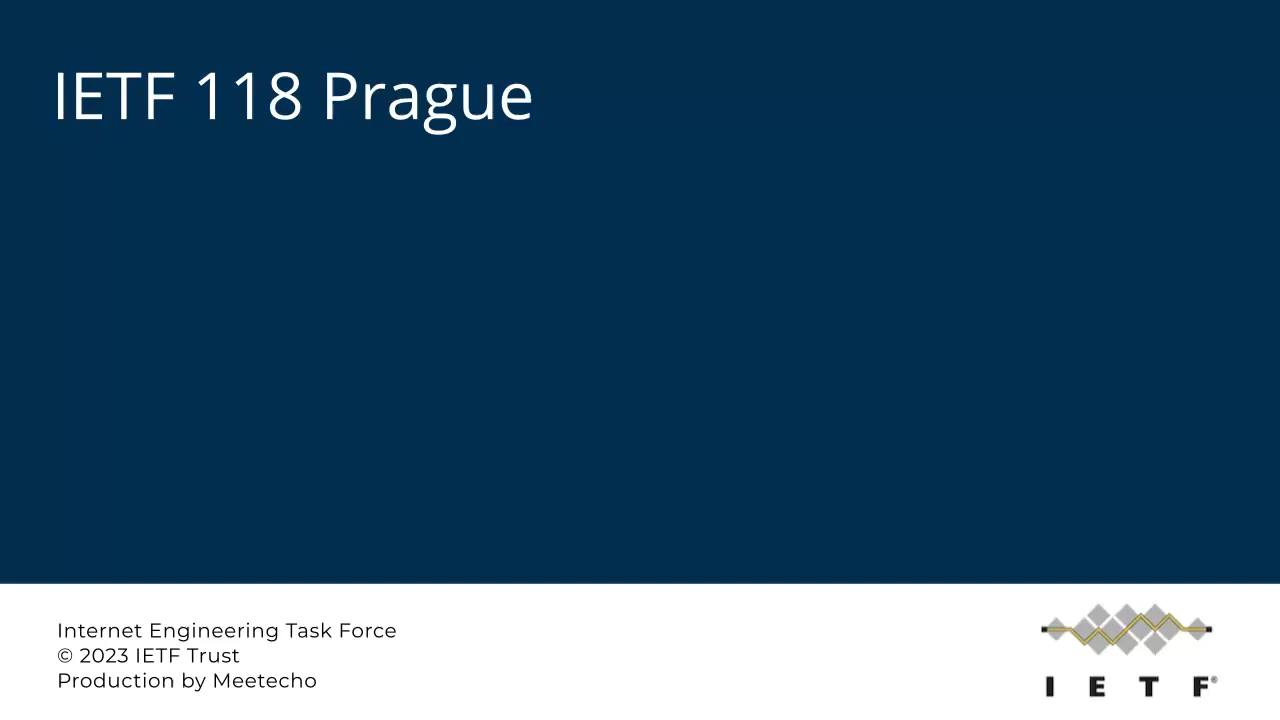 IETF 118 Prague
Internet Engineering Task Force
© 2023 IETF Trust
Production by Meetecho
I E T F®